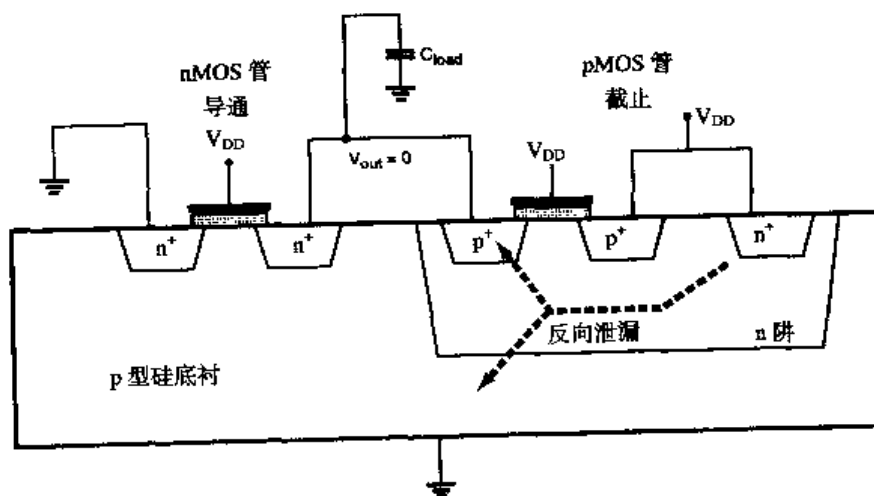 nMOS 管
导通
V_DD
C_load
pMOS 管
截止
V_DD
V_out = 0
V_DD
n⁺
n⁺
p⁺
p⁺
n⁺
反向泄漏
n 阱
p 型硅底衬